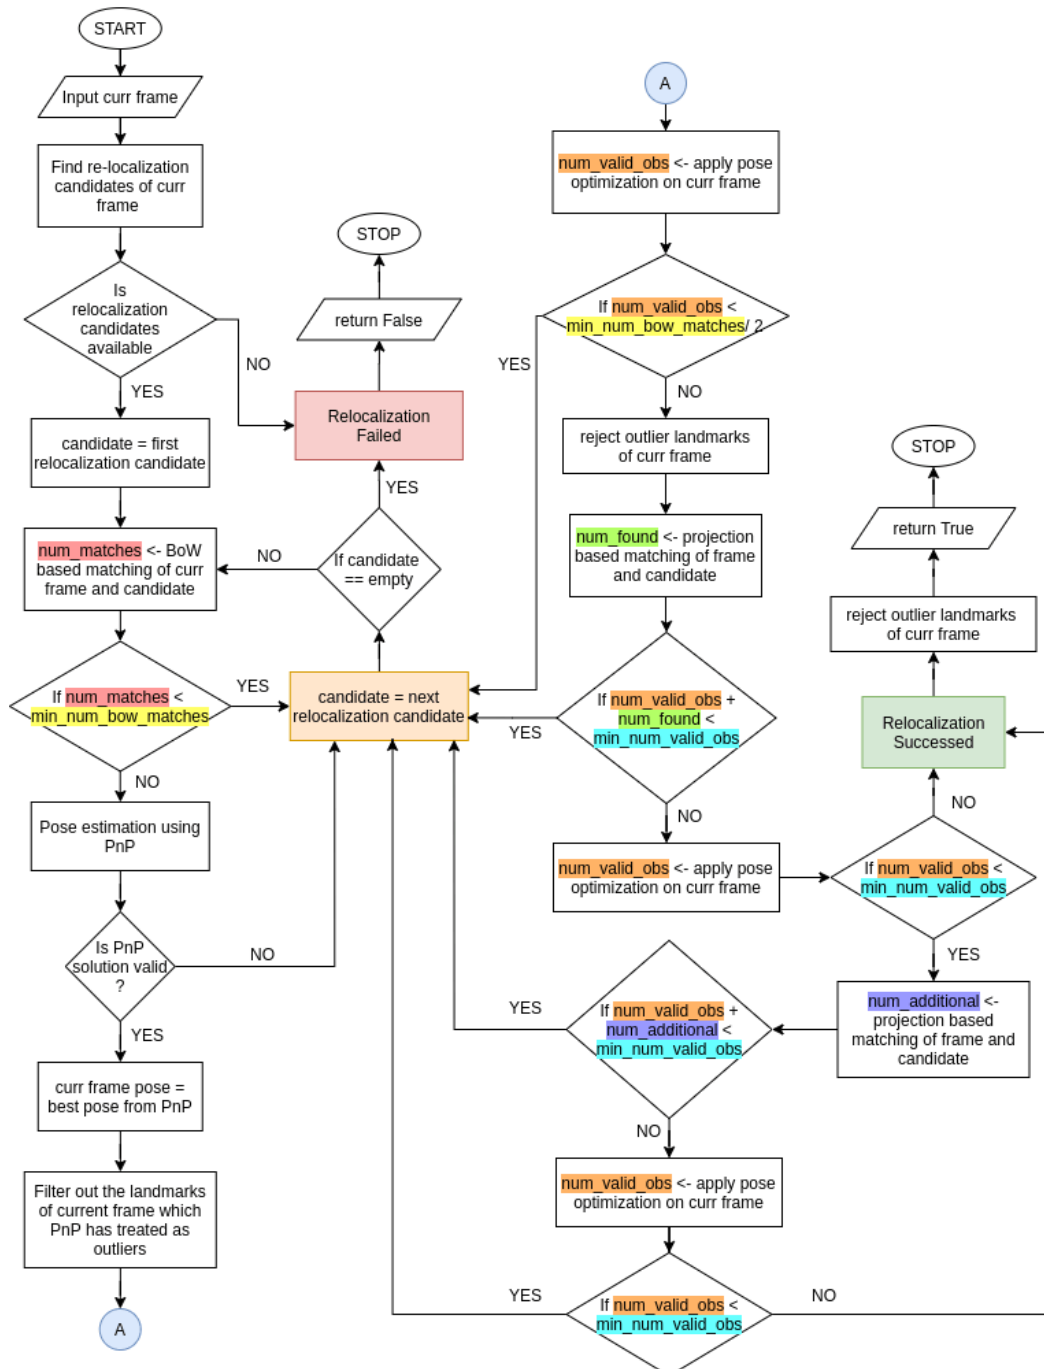 START
Input curr frame
Find re-localization
candidates of curr
frame
Is
relocalization
candidates
available
NO
YES
candidate = first
relocalization candidate
num_matches <- BoW
based matching of curr
frame and candidate
If num_matches <
min_num_bow_matches
YES
NO
Pose estimation using
PnP
Is PnP
solution valid
?
NO
YES
curr frame pose =
best pose from PnP
Filter out the landmarks
of current frame which
PnP has treated as
outliers
A
STOP
return False
Relocalization
Failed
YES
If candidate
== empty
NO
candidate = next
relocalization candidate
A
num_valid_obs <- apply pose
optimization on curr frame
If num_valid_obs <
min_num_bow_matches/ 2
YES
NO
reject outlier landmarks
of curr frame
num_found <- projection
based matching of frame
and candidate
If num_valid_obs +
num_found <
min_num_valid_obs
YES
NO
num_valid_obs <- apply pose
optimization on curr frame
If num_valid_obs <
min_num_valid_obs
NO
YES
Relocalization
Successed
reject outlier landmarks
of curr frame
return True
STOP
num_additional <-
projection based
matching of frame and
candidate
If num_valid_obs +
num_additional <
min_num_valid_obs
YES
NO
num_valid_obs <- apply pose
optimization on curr frame
If num_valid_obs <
min_num_valid_obs
YES
NO